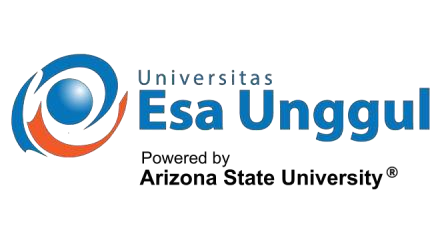 Universitas
Esa Unggul
Powered by
Arizona State University®